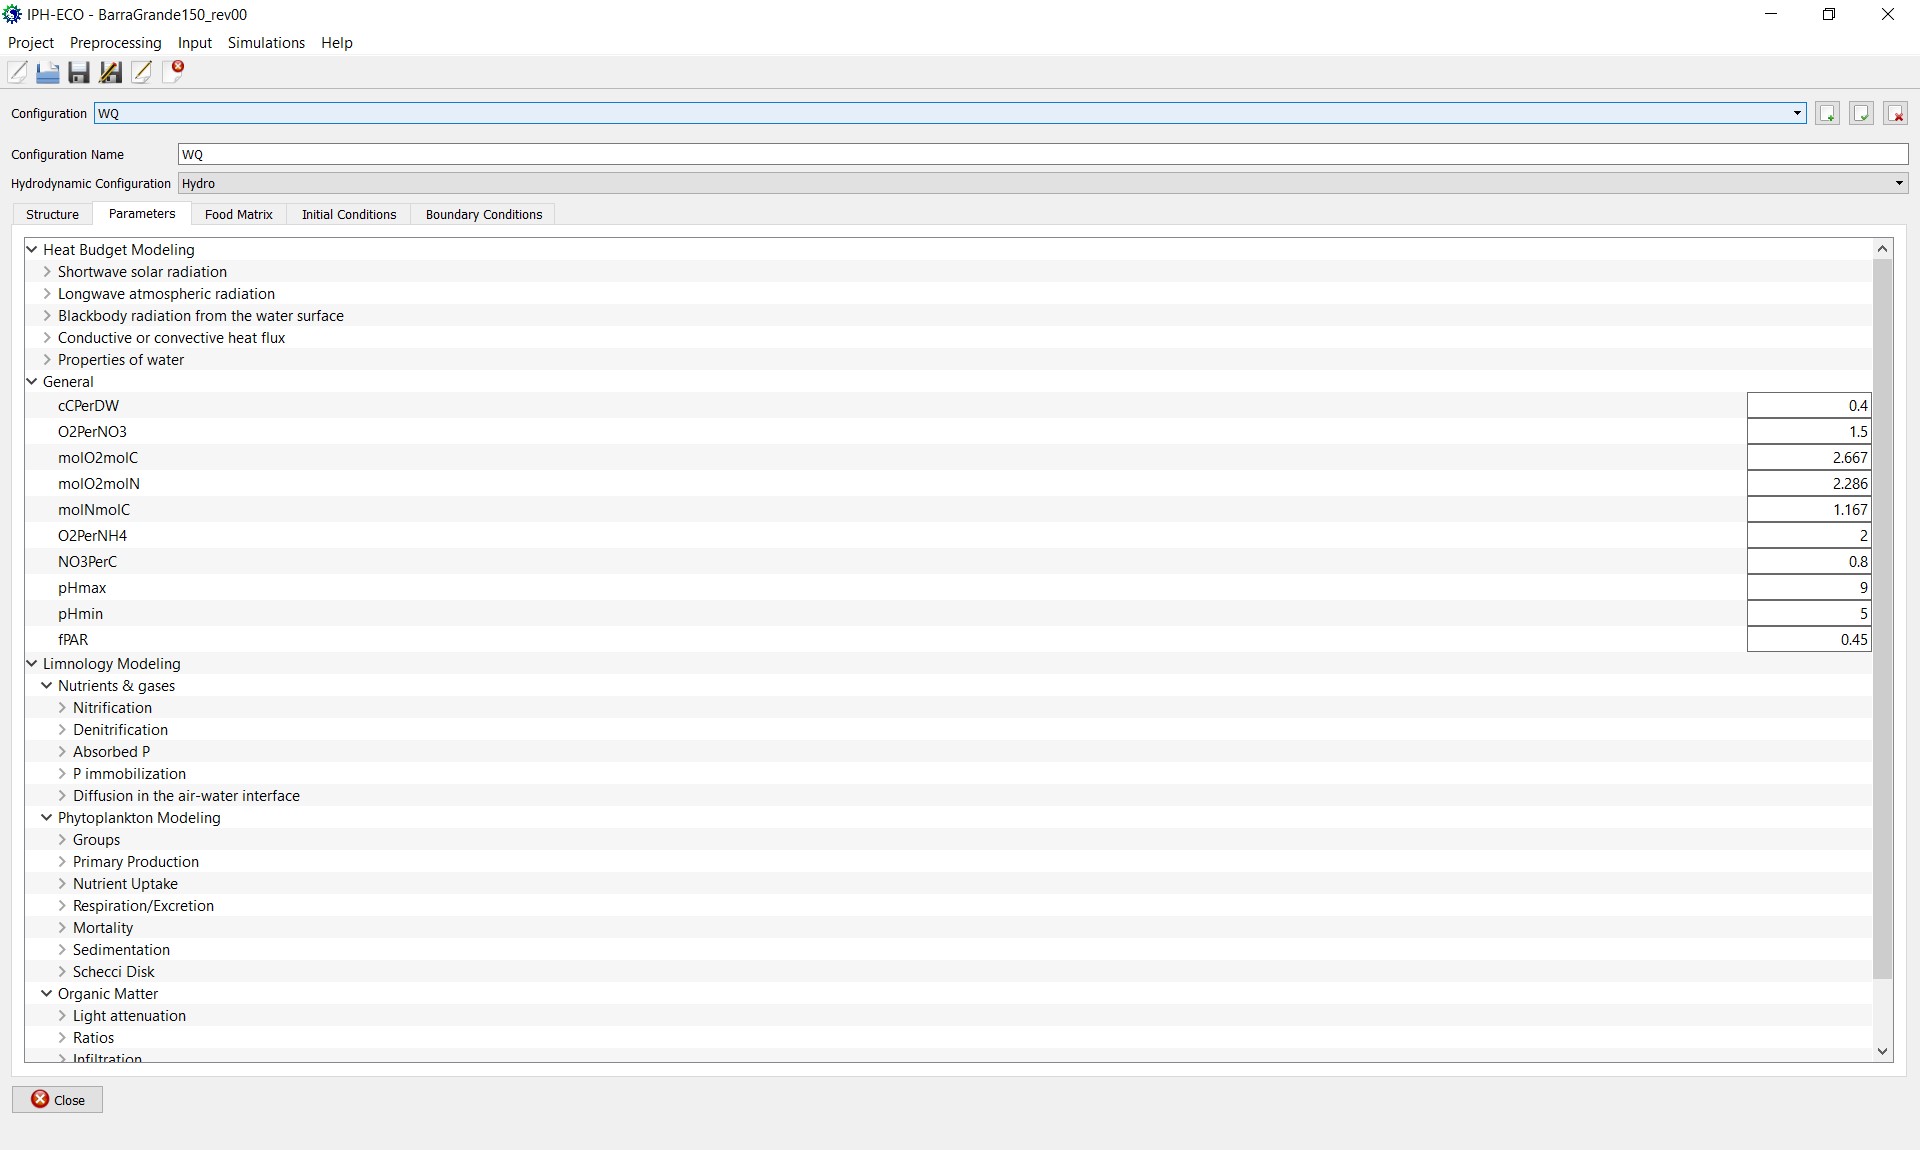 IPH-ECO - BarraGrande150_rev00
Project Preprocessing Input Simulations Help
Configuration WQ
Configuration Name WQ
Hydrodynamic Configuration Hydro
Structure Parameters Food Matrix Initial Conditions Boundary Conditions
Heat Budget Modeling
Shortwave solar radiation
Longwave atmospheric radiation
Blackbody radiation from the water surface
Conductive or convective heat flux
Properties of water
General
cCPerDW 0.4
O2PerNO3 1.5
molO2molC 2.667
molO2molN 2.286
molNmolC 1.167
O2PerNH4 2
NO3PerC 0.8
pHmax 9
pHmin 5
fPAR 0.45
Limnology Modeling
Nutrients & gases
Nitrification
Denitrification
Absorbed P
P immobilization
Diffusion in the air-water interface
Phytoplankton Modeling
Groups
Primary Production
Nutrient Uptake
Respiration/Excretion
Mortality
Sedimentation
Schecci Disk
Organic Matter
Light attenuation
Ratios
Infiltration
Close